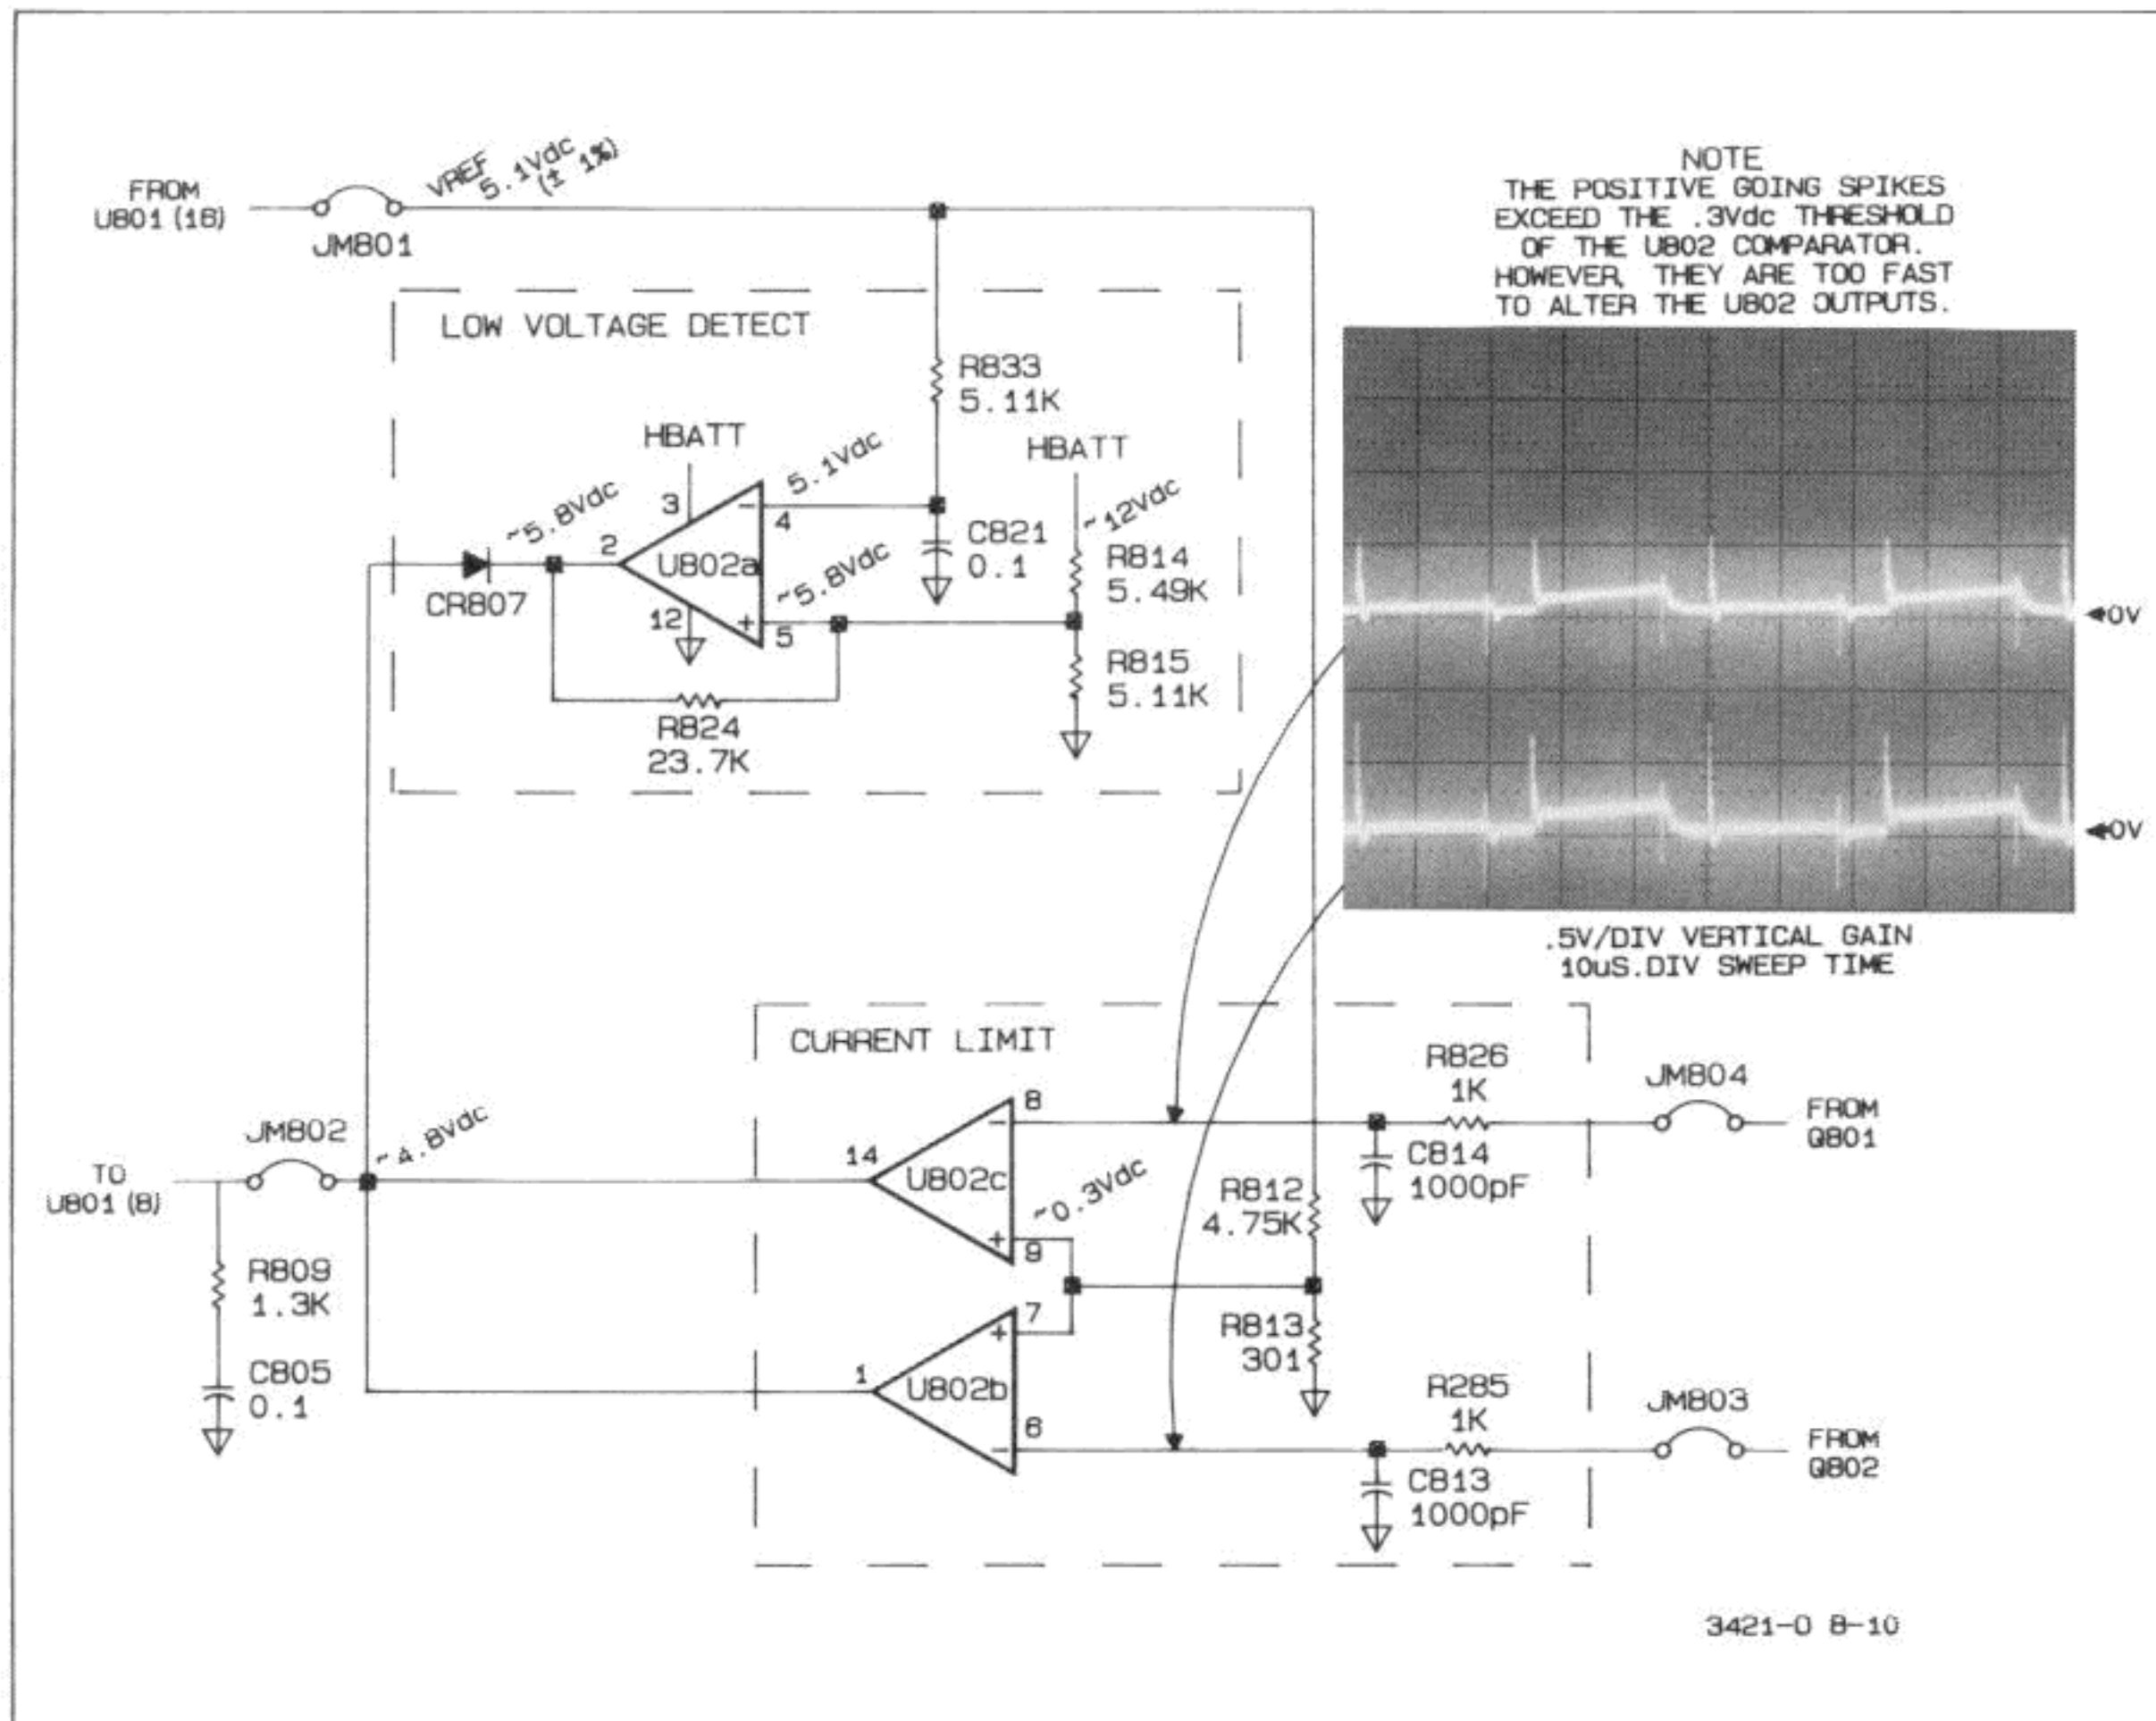 NOTE
THE POSITIVE GOING SPIKES
EXCEED THE .3Vdc THRESHOLD
OF THE U802 COMPARATOR.
HOWEVER, THEY ARE TOO FAST
TO ALTER THE U802 OUTPUTS.
FROM
U801 (16)
JM801
VREF
5.1Vdc
(± 1%)
LOW VOLTAGE DETECT
R833
5.11K
HBATT
HBATT
5.1Vdc
~12Vdc
~5.8Vdc
3
-
4
2
U802a
C821
0.1
R814
5.49K
CR807
~5.8Vdc
12
+
5
R815
5.11K
R824
23.7K
0V
0V
.5V/DIV VERTICAL GAIN
10uS.DIV SWEEP TIME
CURRENT LIMIT
R826
1K
JM804
FROM
Q801
8
-
14
U802c
C814
1000pF
JM802
~4.8Vdc
TO
U801 (8)
~0.3Vdc
+
9
R812
4.75K
R809
1.3K
7
+
R813
301
C805
0.1
1
U802b
6
-
R285
1K
JM803
FROM
Q802
C813
1000pF
3421-0 8-10